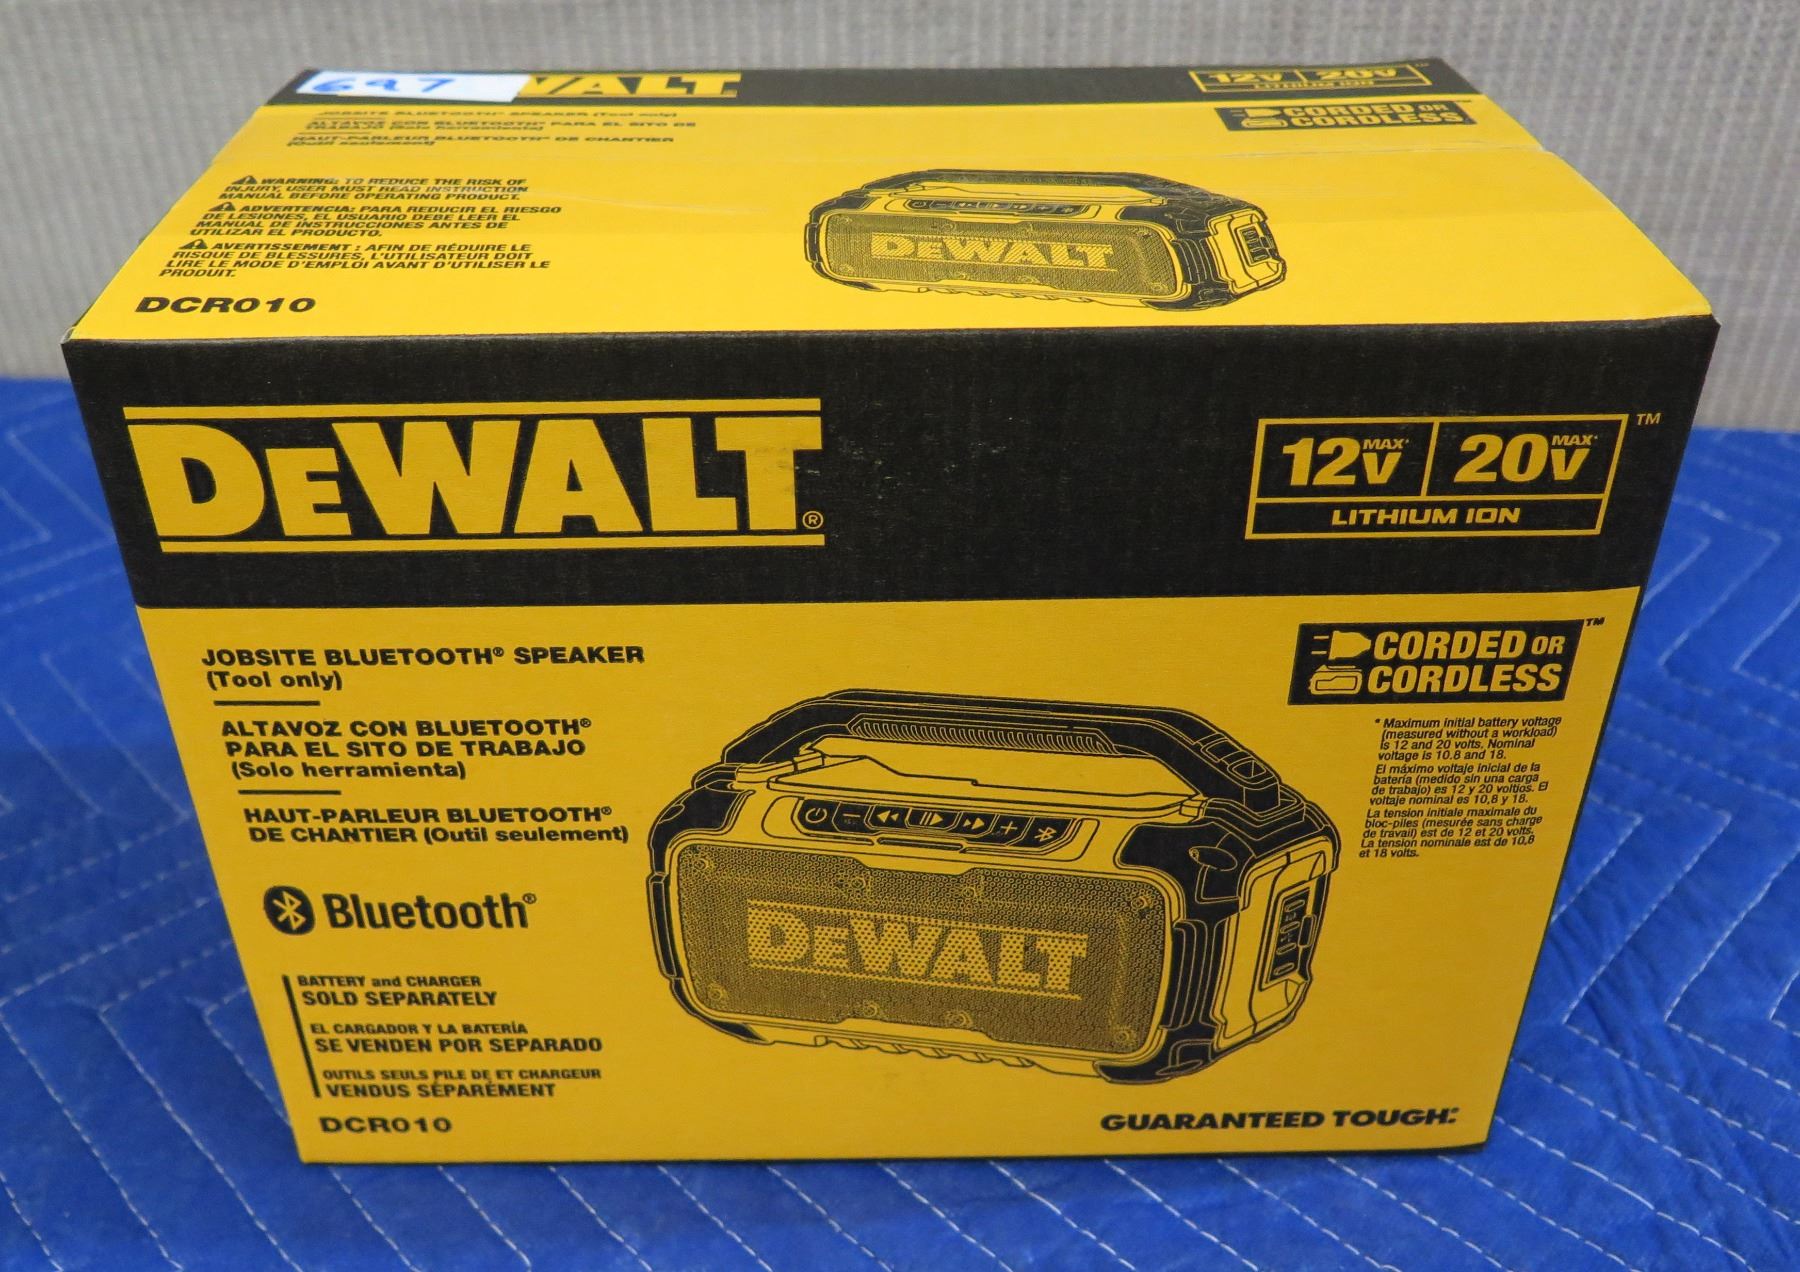 697
WALT
12V 20V
LITHIUM ION
JOBSITE BLUETOOTH® SPEAKER (Tool only)
ALTAVOZ CON BLUETOOTH® PARA EL SITO DE
TRABAJO (Solo herramienta)
HAUT-PARLEUR BLUETOOTH® DE CHANTIER
(Outil seulement)
CORDED OR
CORDLESS
WARNING: TO REDUCE THE RISK OF
INJURY, USER MUST READ INSTRUCTION
MANUAL BEFORE OPERATING PRODUCT.
ADVERTENCIA: PARA REDUCIR EL RIESGO
DE LESIONES, EL USUARIO DEBE LEER EL
MANUAL DE INSTRUCCIONES ANTES DE
UTILIZAR EL PRODUCTO.
AVERTISSEMENT : AFIN DE RÉDUIRE LE
RISQUE DE BLESSURES, L'UTILISATEUR DOIT
LIRE LE MODE D'EMPLOI AVANT D'UTILISER LE
PRODUIT.
DCR010
DEWALT
DEWALT®
12V MAX* 20V MAX* ™
LITHIUM ION
JOBSITE BLUETOOTH® SPEAKER
(Tool only)
ALTAVOZ CON BLUETOOTH®
PARA EL SITO DE TRABAJO
(Solo herramienta)
HAUT-PARLEUR BLUETOOTH®
DE CHANTIER (Outil seulement)
Bluetooth®
BATTERY and CHARGER
SOLD SEPARATELY
EL CARGADOR Y LA BATERÍA
SE VENDEN POR SEPARADO
OUTILS SEULS PILE DE ET CHARGEUR
VENDUS SÉPARÉMENT
DCR010
CORDED OR ™
CORDLESS
* Maximum initial battery voltage
(measured without a workload)
is 12 and 20 volts. Nominal
voltage is 10.8 and 18.
El máximo voltaje inicial de la
batería (medido sin una carga
de trabajo) es 12 y 20 voltios. El
voltaje nominal es 10,8 y 18.
La tension initiale maximale du
bloc-piles (mesurée sans charge
de travail) est de 12 et 20 volts.
La tension nominale est de 10,8
et 18 volts.
DEWALT
GUARANTEED TOUGH.®